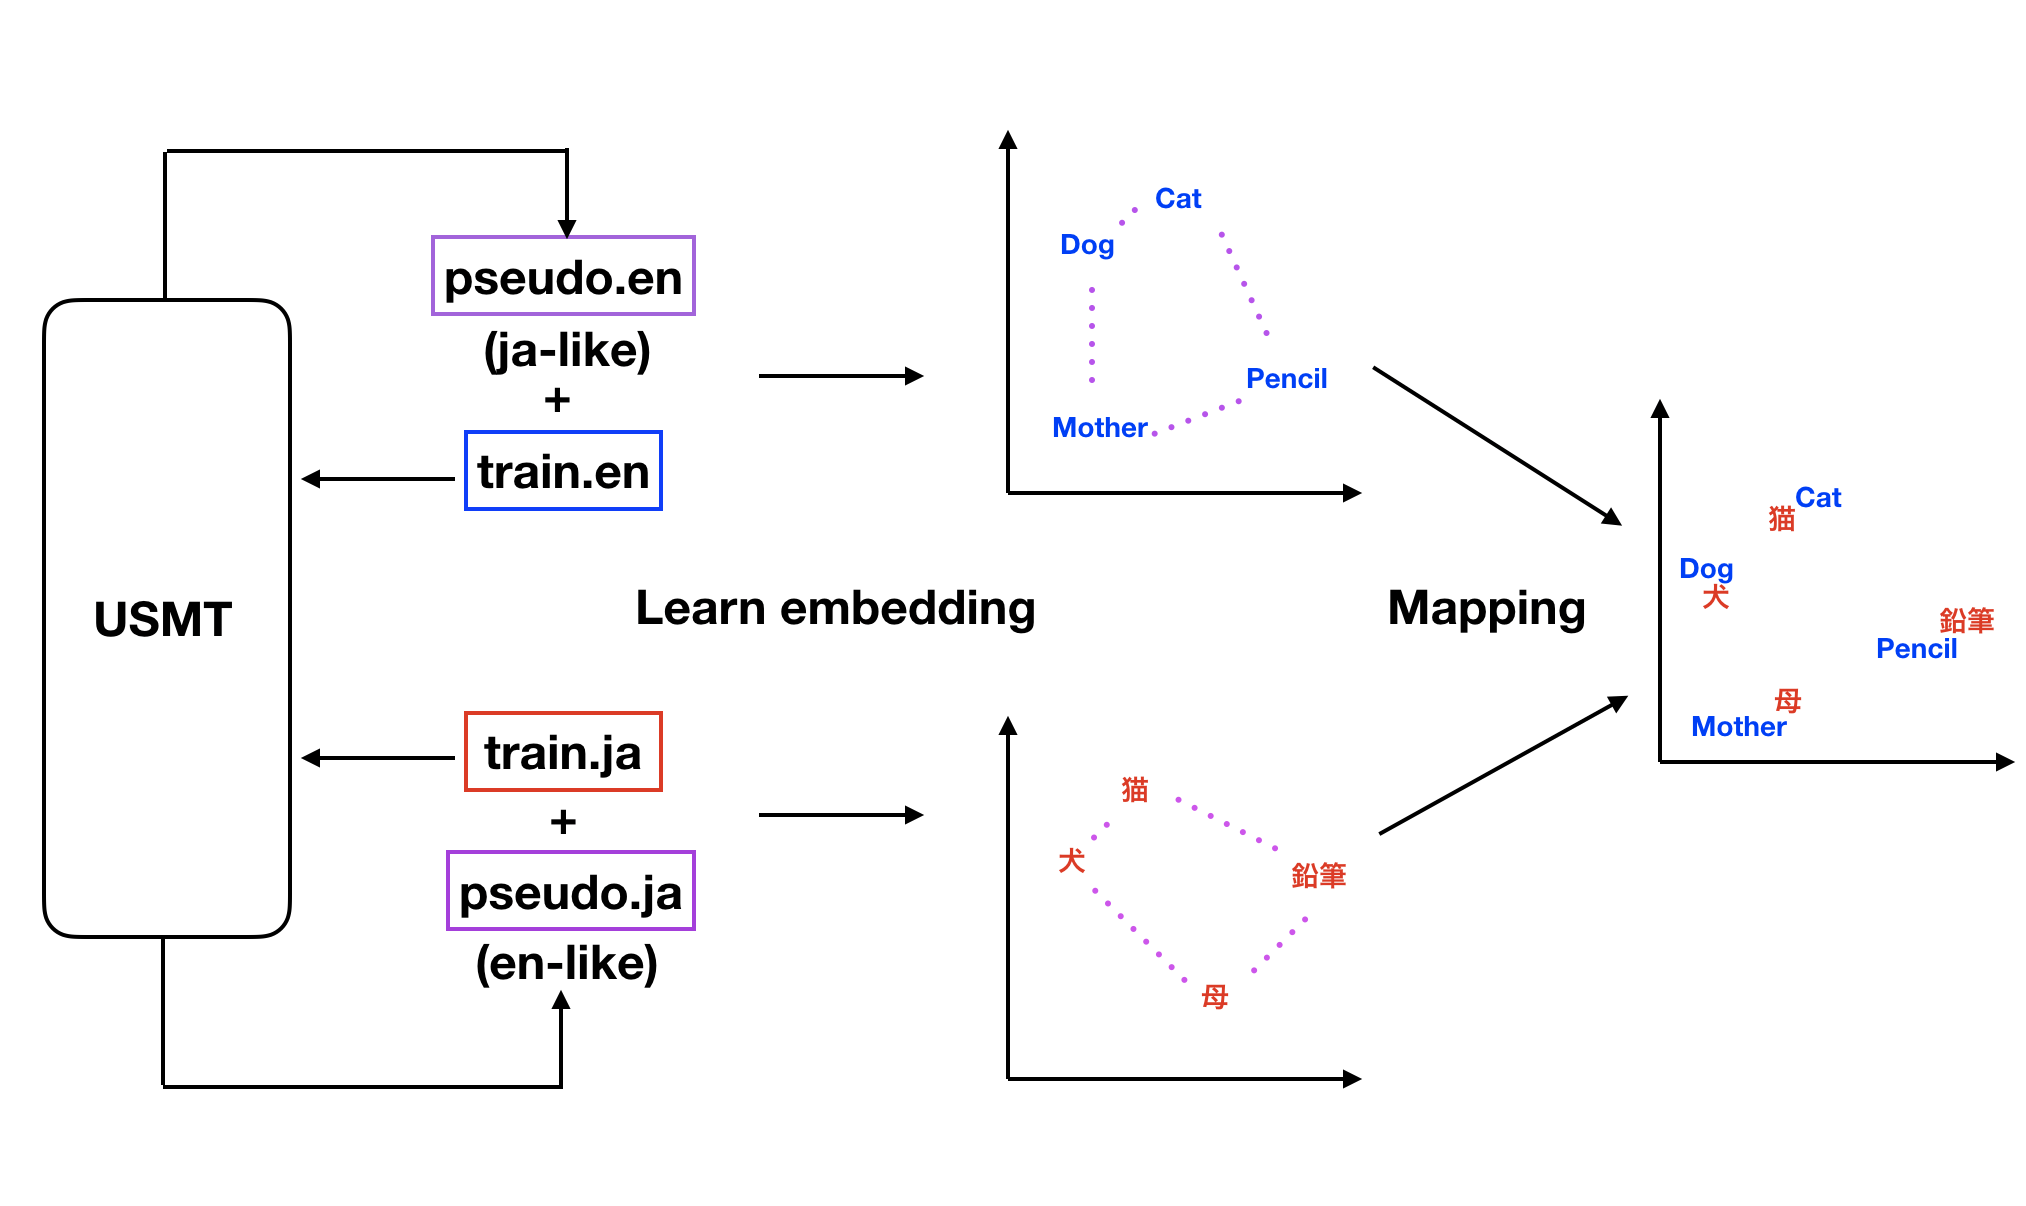 USMT
pseudo.en
(ja-like)
+
train.en
train.ja
+
pseudo.ja
(en-like)
Learn embedding
Cat
Dog
Pencil
Mother
猫
犬
鉛筆
母
Mapping
Cat
猫
Dog
犬
鉛筆
Pencil
母
Mother